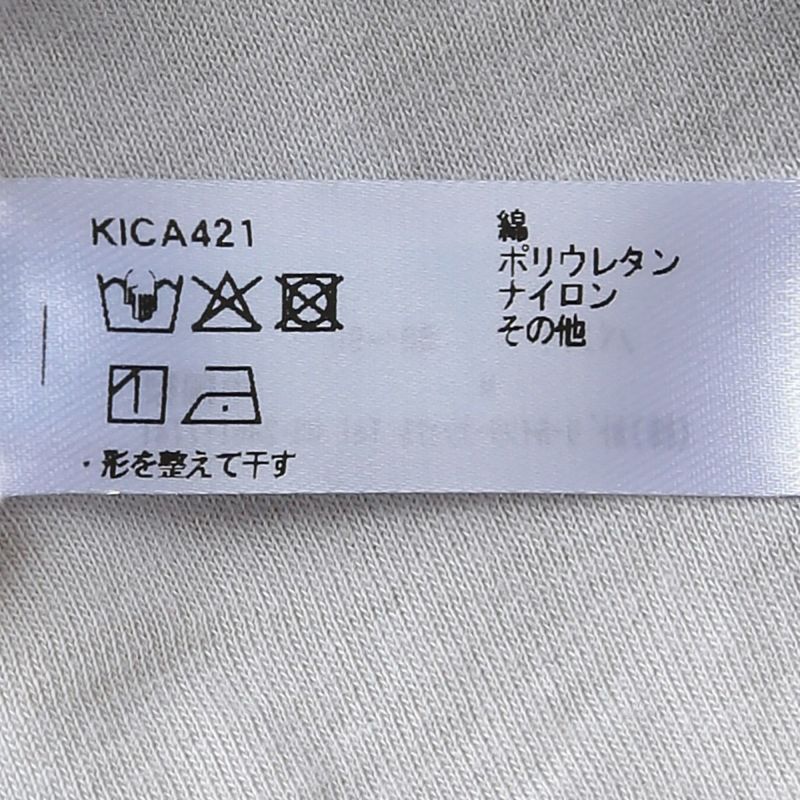 KICA421
綿
ポリウレタン
ナイロン
その他
・形を整えて干す